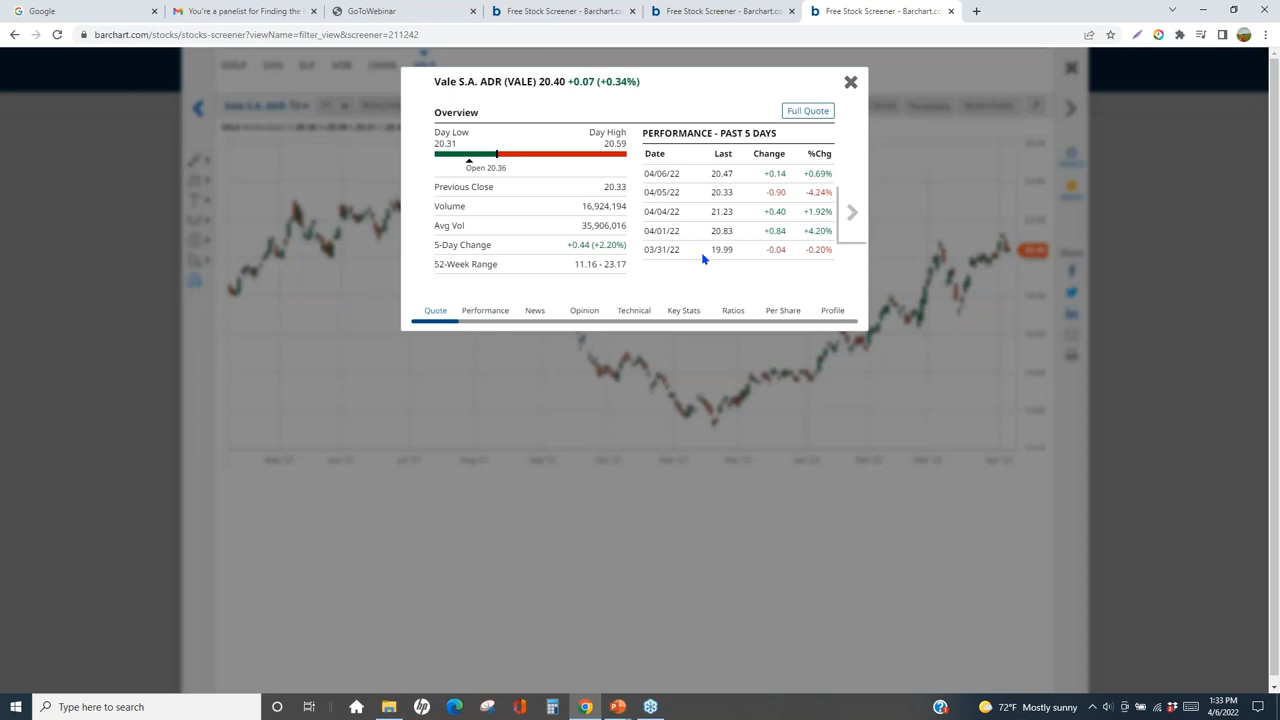 Google
You're a panelist for Finding the
GoToWebinar
Free Stock Screener - Barchart.co
Free Stock Screener - Barchart.co
Free Stock Screener - Barchart.co
barchart.com/stocks/stocks-screener?viewName=filter_view&screener=211242
Vale S.A. ADR (VALE) 20.40 +0.07 (+0.34%)
Overview
Full Quote
Day Low
Day High
20.31
20.59
Open 20.36
Previous Close 20.33
Volume 16,924,194
Avg Vol 35,906,016
5-Day Change +0.44 (+2.20%)
52-Week Range 11.16 - 23.17
PERFORMANCE - PAST 5 DAYS
Date Last Change %Chg
04/06/22 20.47 +0.14 +0.69%
04/05/22 20.33 -0.90 -4.24%
04/04/22 21.23 +0.40 +1.92%
04/01/22 20.83 +0.84 +4.20%
03/31/22 19.99 -0.04 -0.20%
Quote Performance News Opinion Technical Key Stats Ratios Per Share Profile
Type here to search
72°F Mostly sunny
1:33 PM
4/6/2022